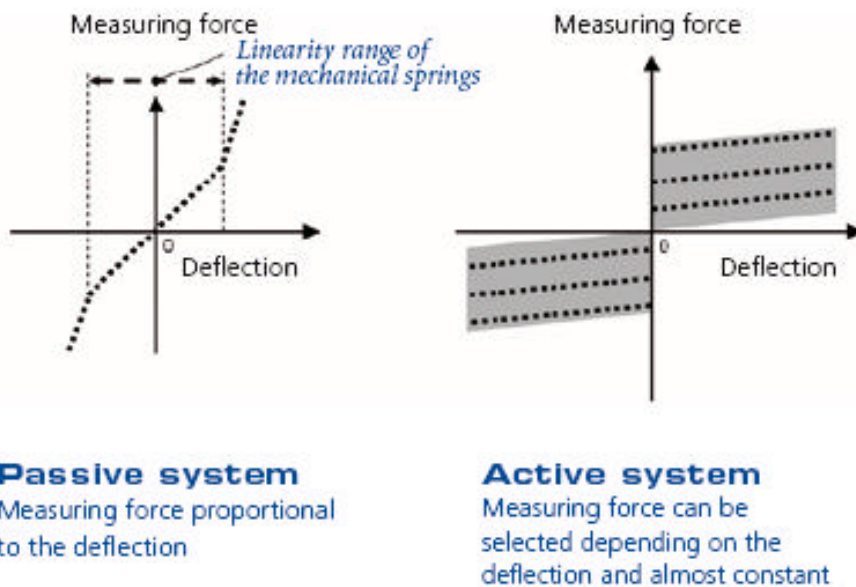 Measuring force
Linearity range of
the mechanical springs
0
Deflection
Measuring force
0
Deflection
Passive system
Measuring force proportional
to the deflection
Active system
Measuring force can be
selected depending on the
deflection and almost constant